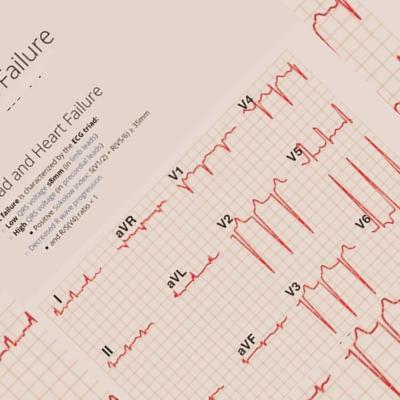 Failure
ad and Heart Failure
failure is characterized by the ECG triad:
Low QRS voltage ≤8mm (in limb leads)
High QRS voltage (in precordial leads)
Positive Sokolow index: S(V1/2) + R(V5/6) ≥ 35mm
Decreased R wave progression
and R/S(V4) ratio < 1
I
II
aVR
aVL
aVF
V1
V2
V3
V4
V5
V6